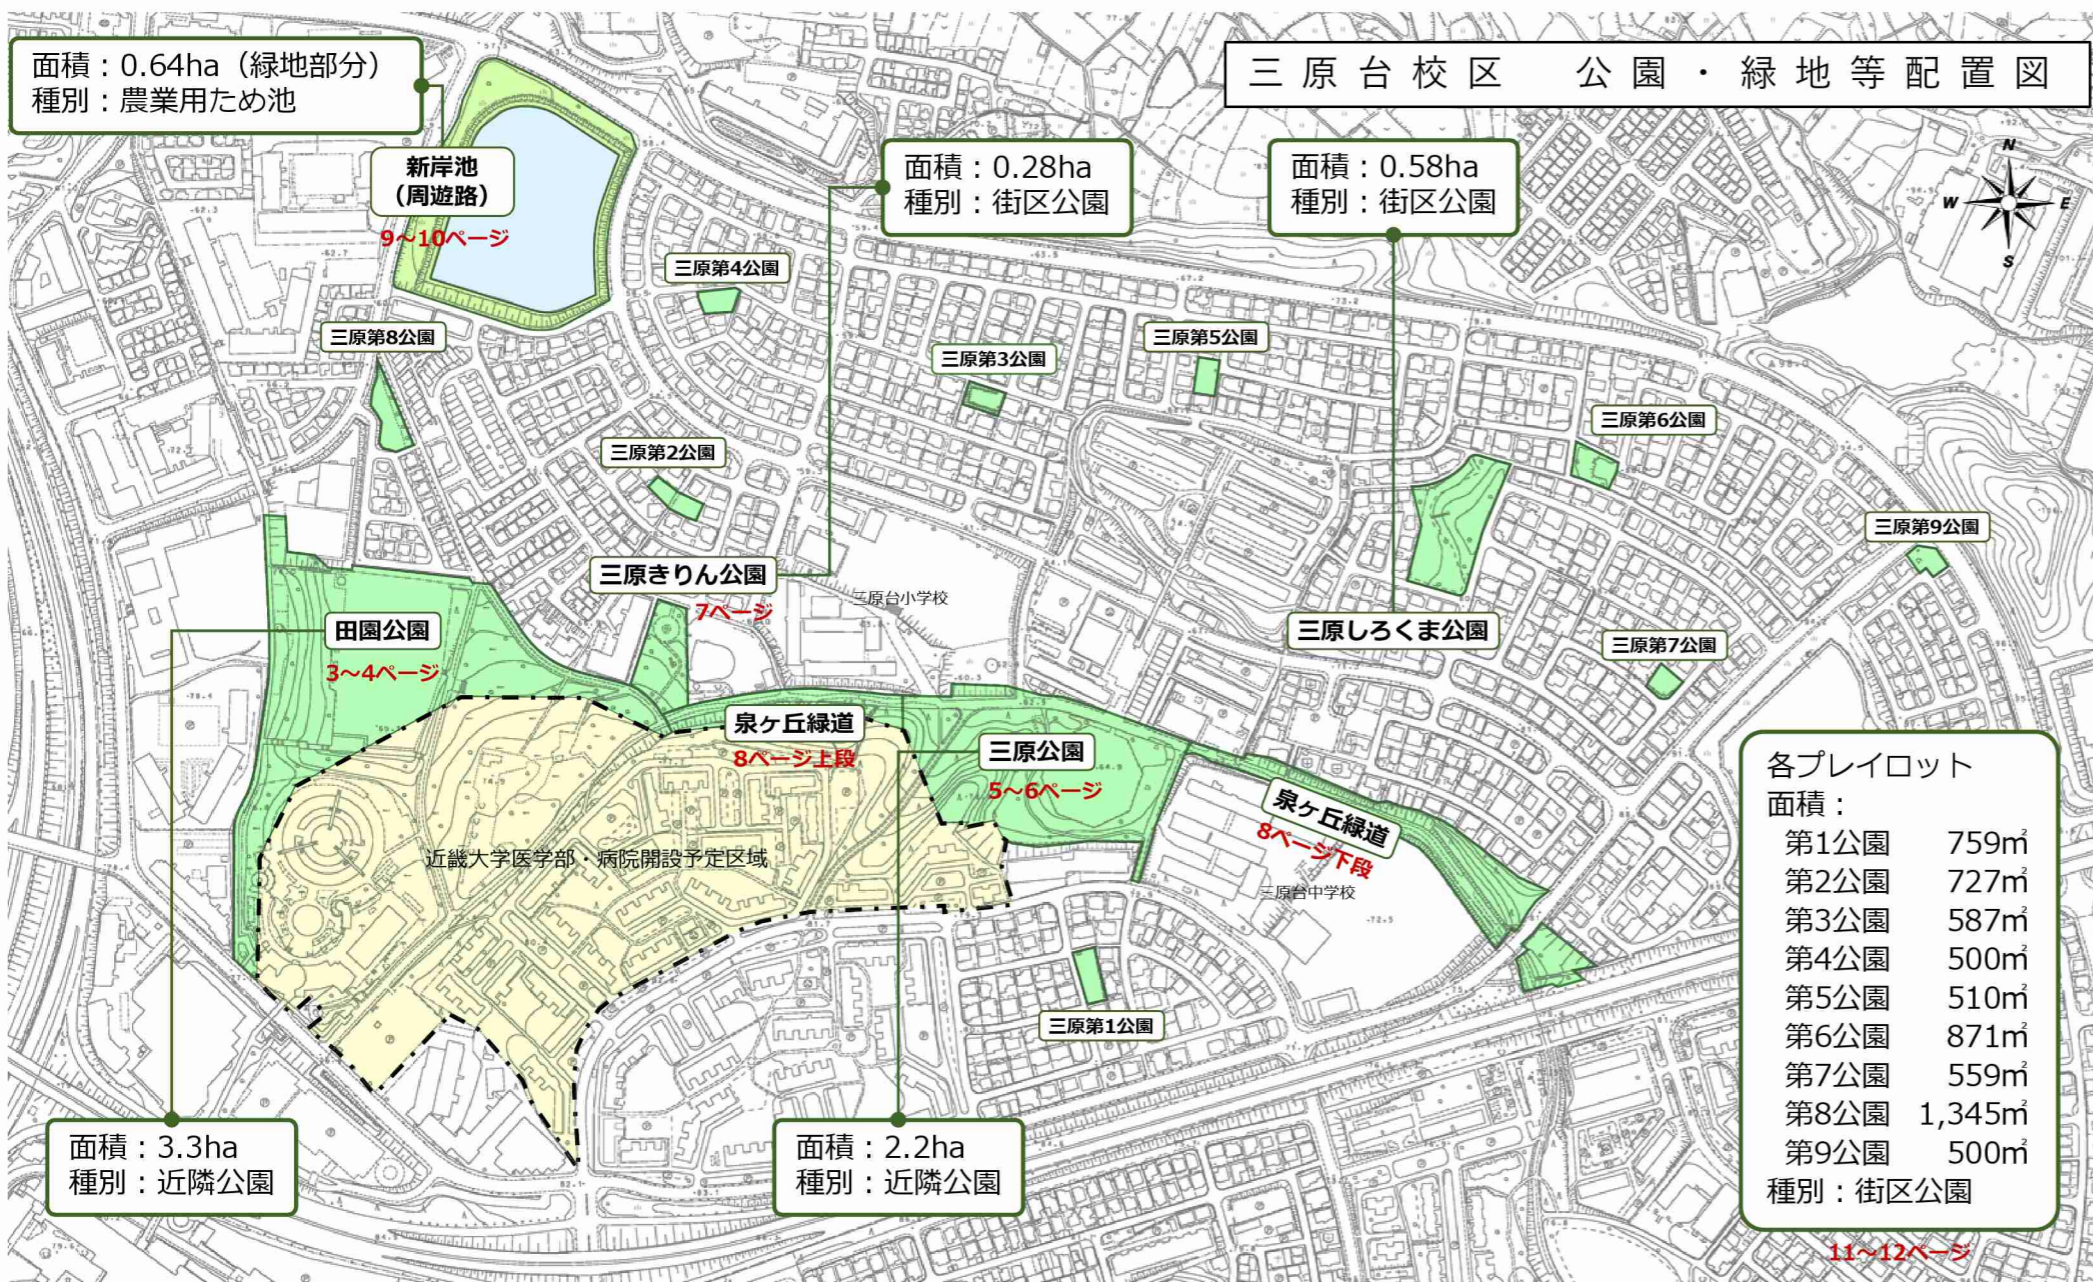 三原台校区　公園・緑地等配置図
面積：0.64ha（緑地部分）
種別：農業用ため池
新岸池
（周遊路）
9～10ページ
面積：0.28ha
種別：街区公園
面積：0.58ha
種別：街区公園
N
W
E
S
三原第4公園
三原第8公園
三原第3公園
三原第5公園
三原第6公園
三原第2公園
三原第9公園
三原きりん公園
7ページ
三原台小学校
田園公園
3～4ページ
三原しろくま公園
三原第7公園
泉ヶ丘緑道
8ページ上段
三原公園
5～6ページ
泉ヶ丘緑道
8ページ下段
三原台中学校
近畿大学医学部・病院開設予定区域
三原第1公園
面積：3.3ha
種別：近隣公園
面積：2.2ha
種別：近隣公園
各プレイロット
面積：
第1公園　759㎡
第2公園　727㎡
第3公園　587㎡
第4公園　500㎡
第5公園　510㎡
第6公園　871㎡
第7公園　559㎡
第8公園　1,345㎡
第9公園　500㎡
種別：街区公園
11～12ページ